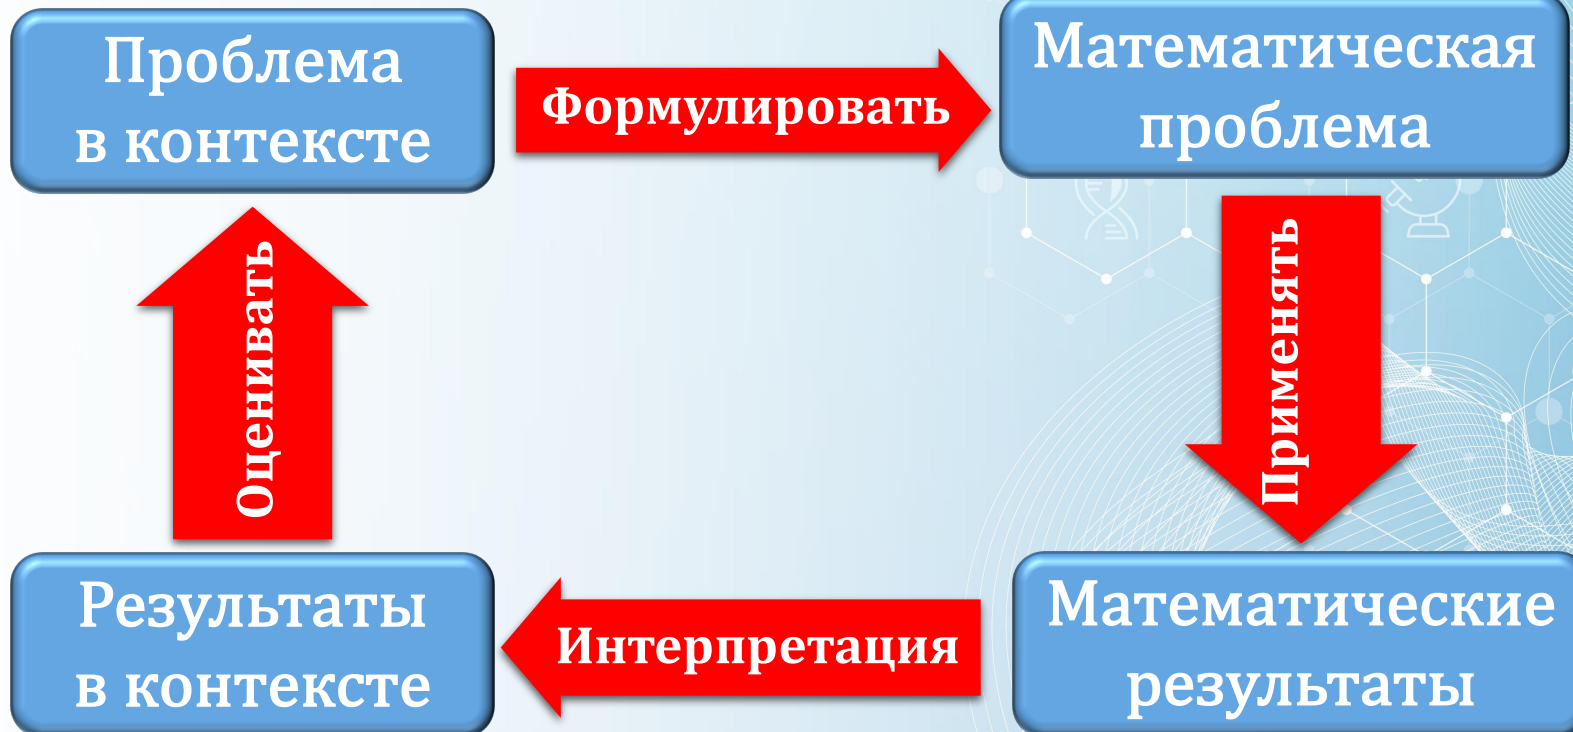 Проблема
в контексте
Формулировать
Математическая
проблема
Оценивать
Применять
Результаты
в контексте
Интерпретация
Математические
результаты